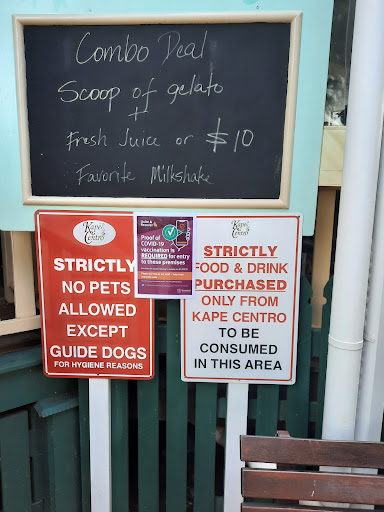 Combo Deal
Scoop of gelato
+
Fresh Juice or $10
Favorite Milkshake
Kape
Centro
STRICTLY
NO PETS
ALLOWED
EXCEPT
GUIDE DOGS
FOR HYGIENE REASONS
Proof of
COVID-19
vaccination is
REQUIRED for entry
to these premises
Kape
Centro
STRICTLY
FOOD & DRINK
PURCHASED
ONLY FROM
KAPE CENTRO
TO BE
CONSUMED
IN THIS AREA